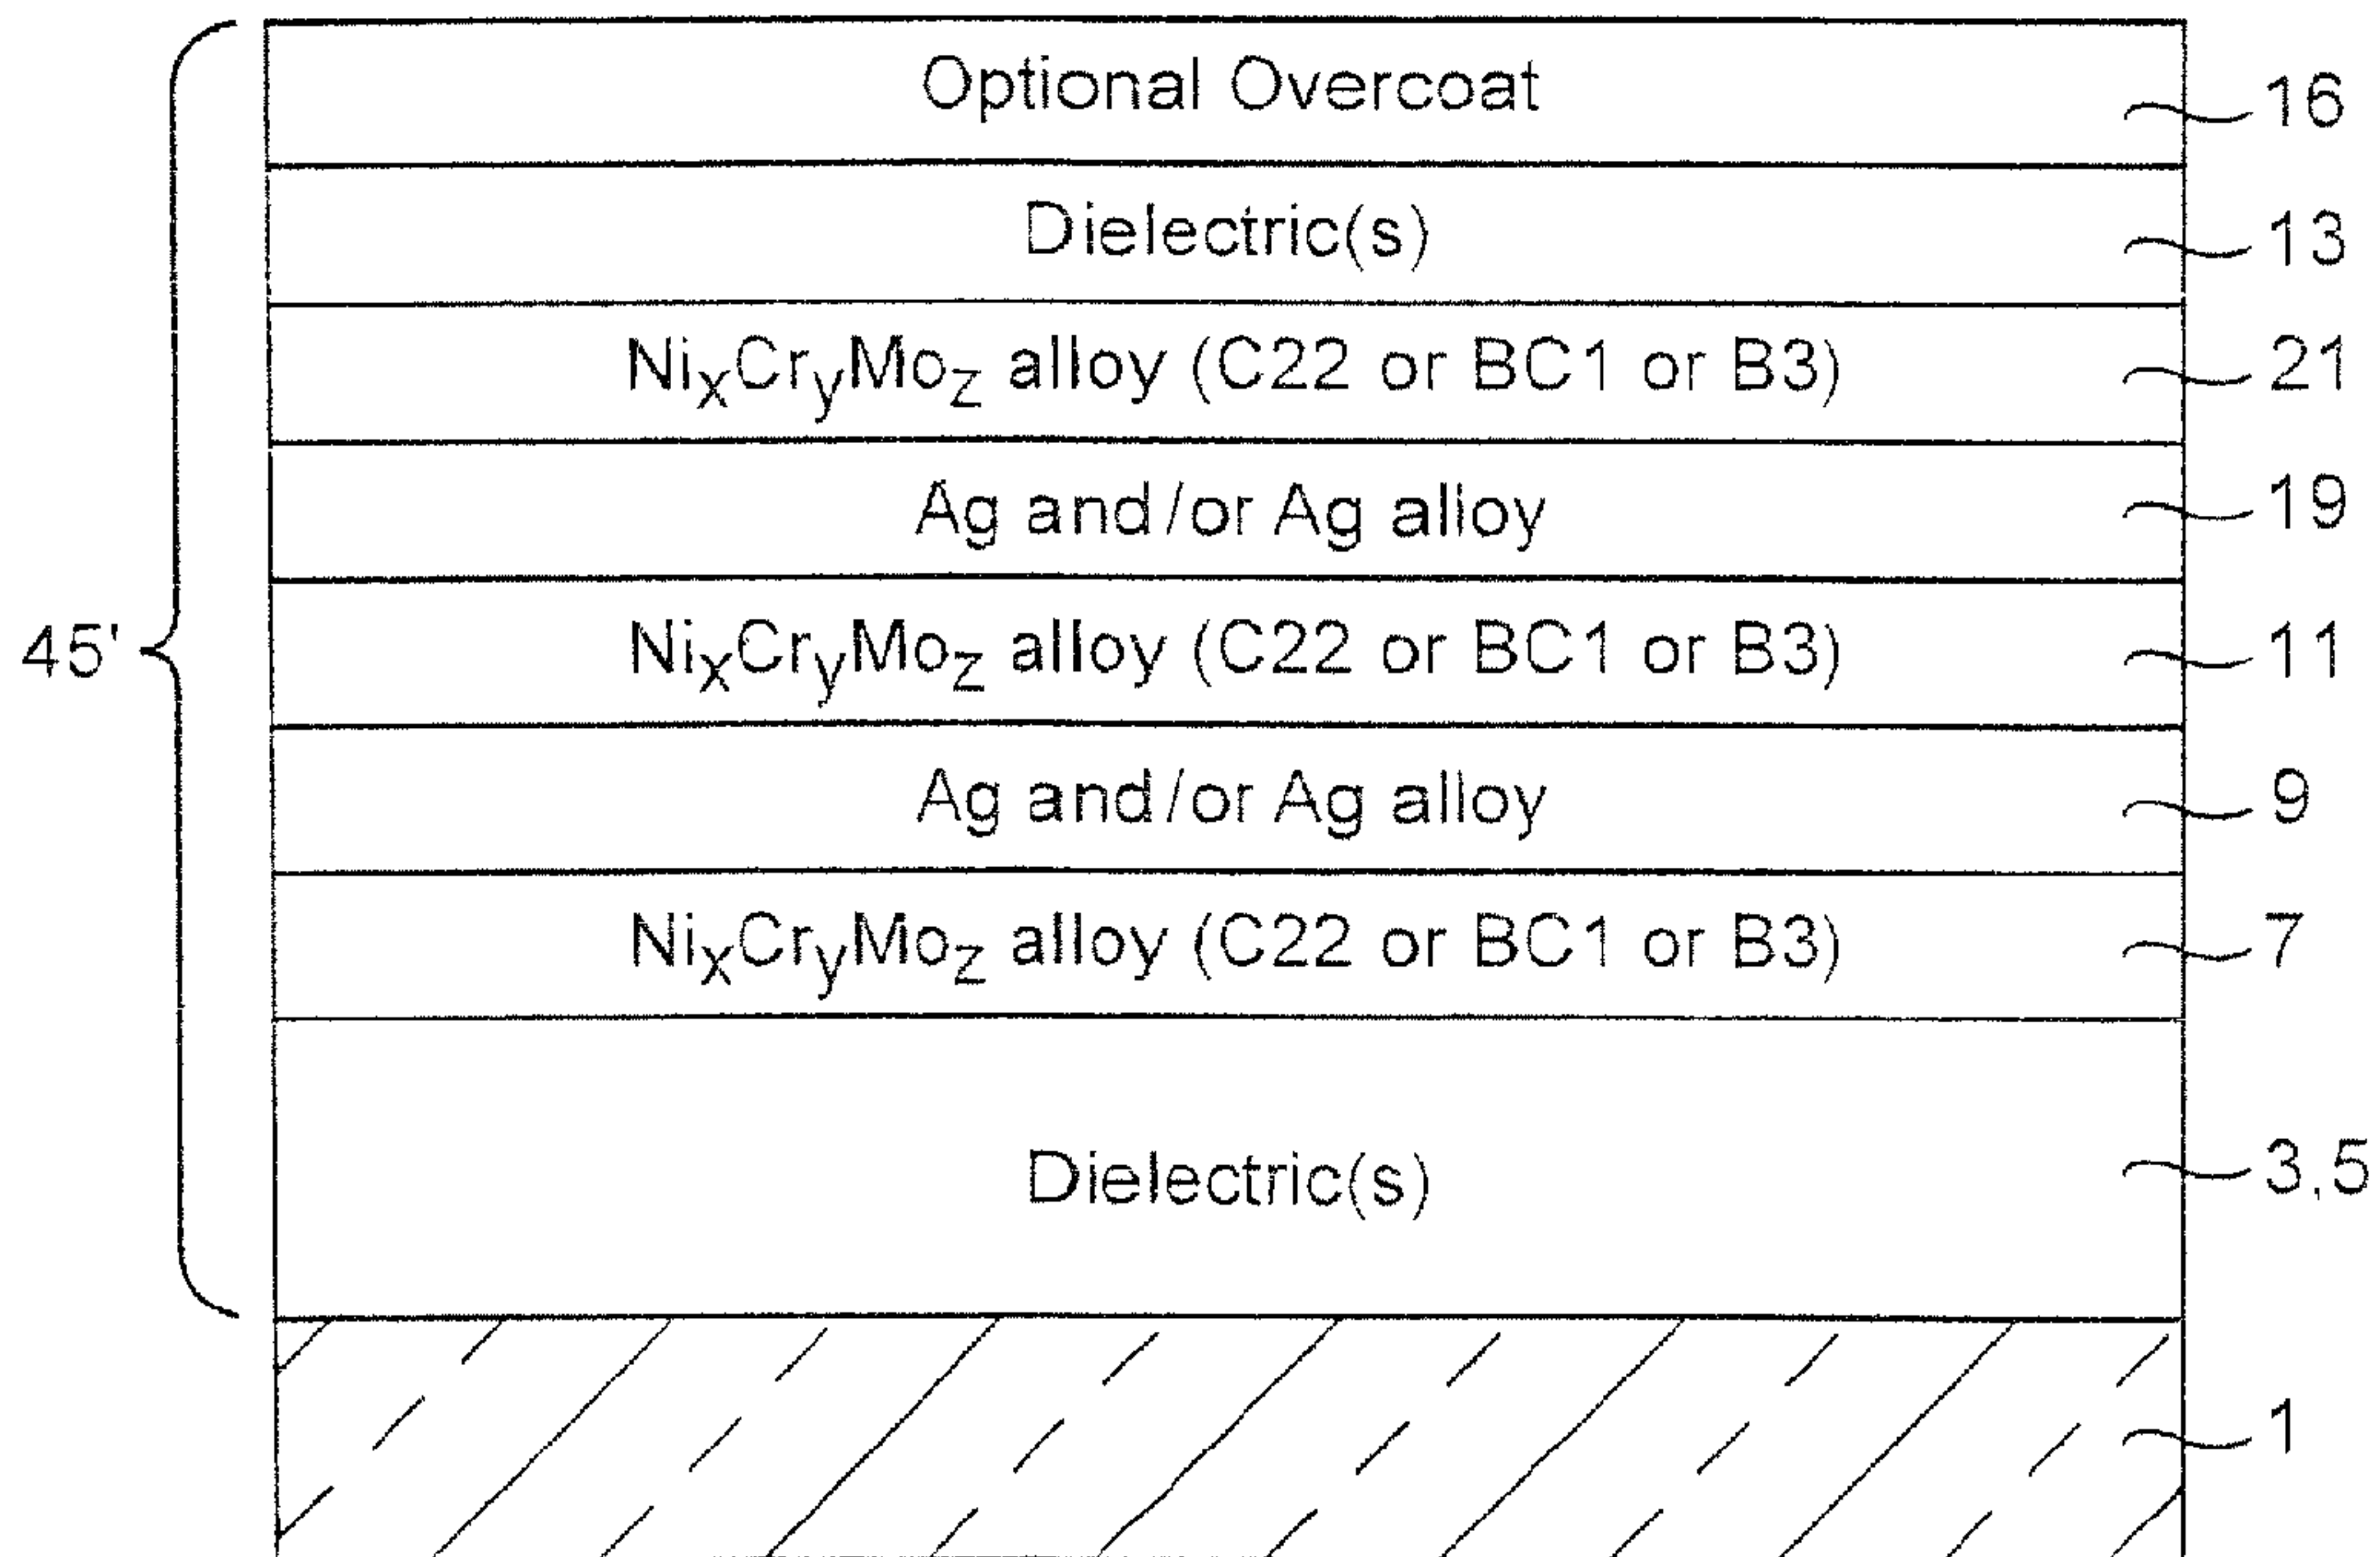 Optional Overcoat 16
Dielectric(s) 13
NixCryMoz alloy (C22 or BC1 or B3) 21
Ag and/or Ag alloy 19
45' NixCryMoz alloy (C22 or BC1 or B3) 11
Ag and/or Ag alloy 9
NixCryMoz alloy (C22 or BC1 or B3) 7
Dielectric(s) 3,5
1